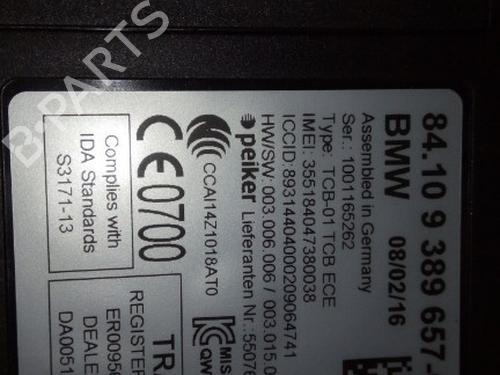 84.10 9 389 657-
BMW 08/02/16
Assembled in Germany
Ser.: 1001165262
Type: TCB-01 TCB ECE
IMEI: 355184047380038
ICCID: 8931440400020906474​1
HW/SW: 003.006.006 / 003.015.0
peiker Lieferanten Nr.: 5507
CCAI14Z1018AT0
CE0700
Complies with
IDA Standards
S3171-13
TR
REGISTER
ER0095
DEALE
DA0051
B-PARTS